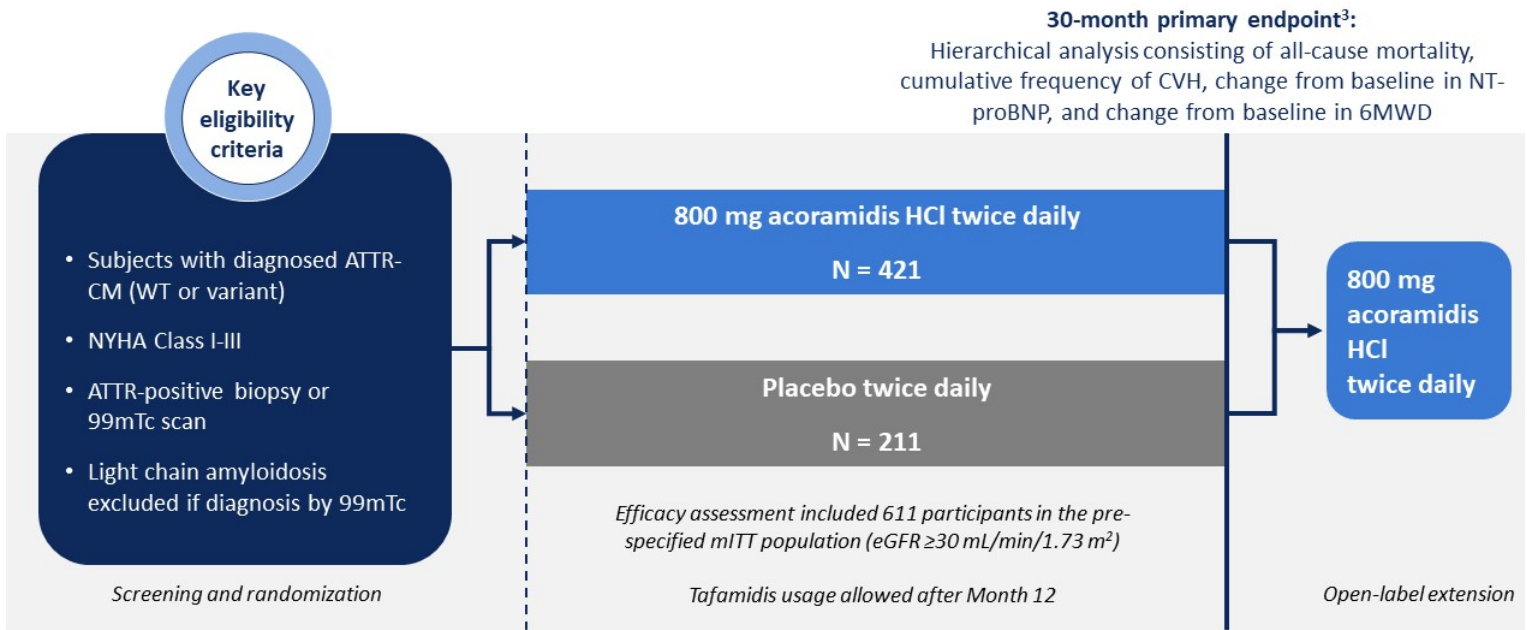 30-month primary endpoint³:
Hierarchical analysis consisting of all-cause mortality,
cumulative frequency of CVH, change from baseline in NT-
proBNP, and change from baseline in 6MWD
Key
eligibility
criteria
• Subjects with diagnosed ATTR-
CM (WT or variant)
• NYHA Class I-III
• ATTR-positive biopsy or
99mTc scan
• Light chain amyloidosis
excluded if diagnosis by 99mTc
Screening and randomization
800 mg acoramidis HCl twice daily
N = 421
Placebo twice daily
N = 211
Efficacy assessment included 611 participants in the pre-
specified mITT population (eGFR ≥30 mL/min/1.73 m²)
Tafamidis usage allowed after Month 12
800 mg
acoramidis
HCl
twice daily
Open-label extension